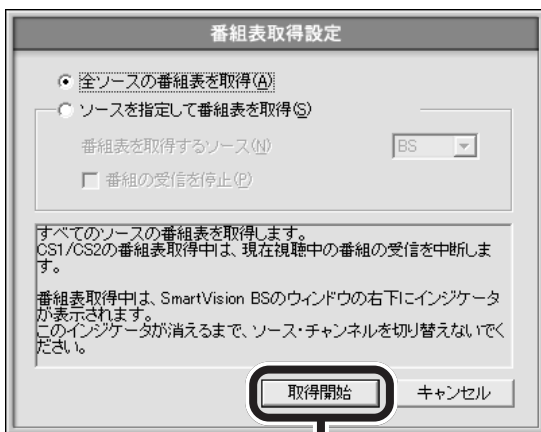 番組表取得設定
全ソースの番組表を取得(A)
ソースを指定して番組表を取得(S)
番組表を取得するソース(N)
BS
番組の受信を停止(P)
すべてのソースの番組表を取得します。
CS1/CS2の番組表取得中は、現在視聴中の番組の受信を中断しま
す。
番組表取得中は、SmartVision BSのウィンドウの右下にインジケータ
が表示されます。
このインジケータが消えるまで、ソース・チャンネルを切り替えないでく
ださい。
取得開始
キャンセル